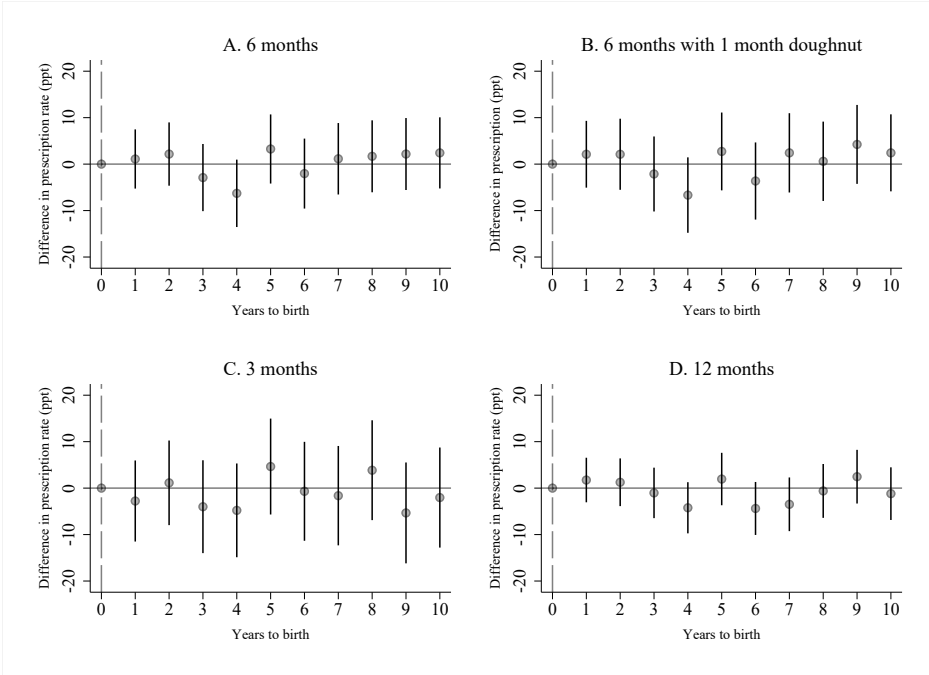 A. 6 months
Difference in prescription rate (ppt)
20
10
0
-10
-20
0 1 2 3 4 5 6 7 8 9 10
Years to birth
B. 6 months with 1 month doughnut
Difference in prescription (ppt)
20
10
0
-10
-20
0 1 2 3 4 5 6 7 8 9 10
Years to birth
C. 3 months
Difference in prescription rate (ppt)
20
10
0
-10
-20
0 1 2 3 4 5 6 7 8 9 10
Years to birth
D. 12 months
Difference in prescription rate (ppt)
20
10
0
-10
-20
0 1 2 3 4 5 6 7 8 9 10
Years to birth